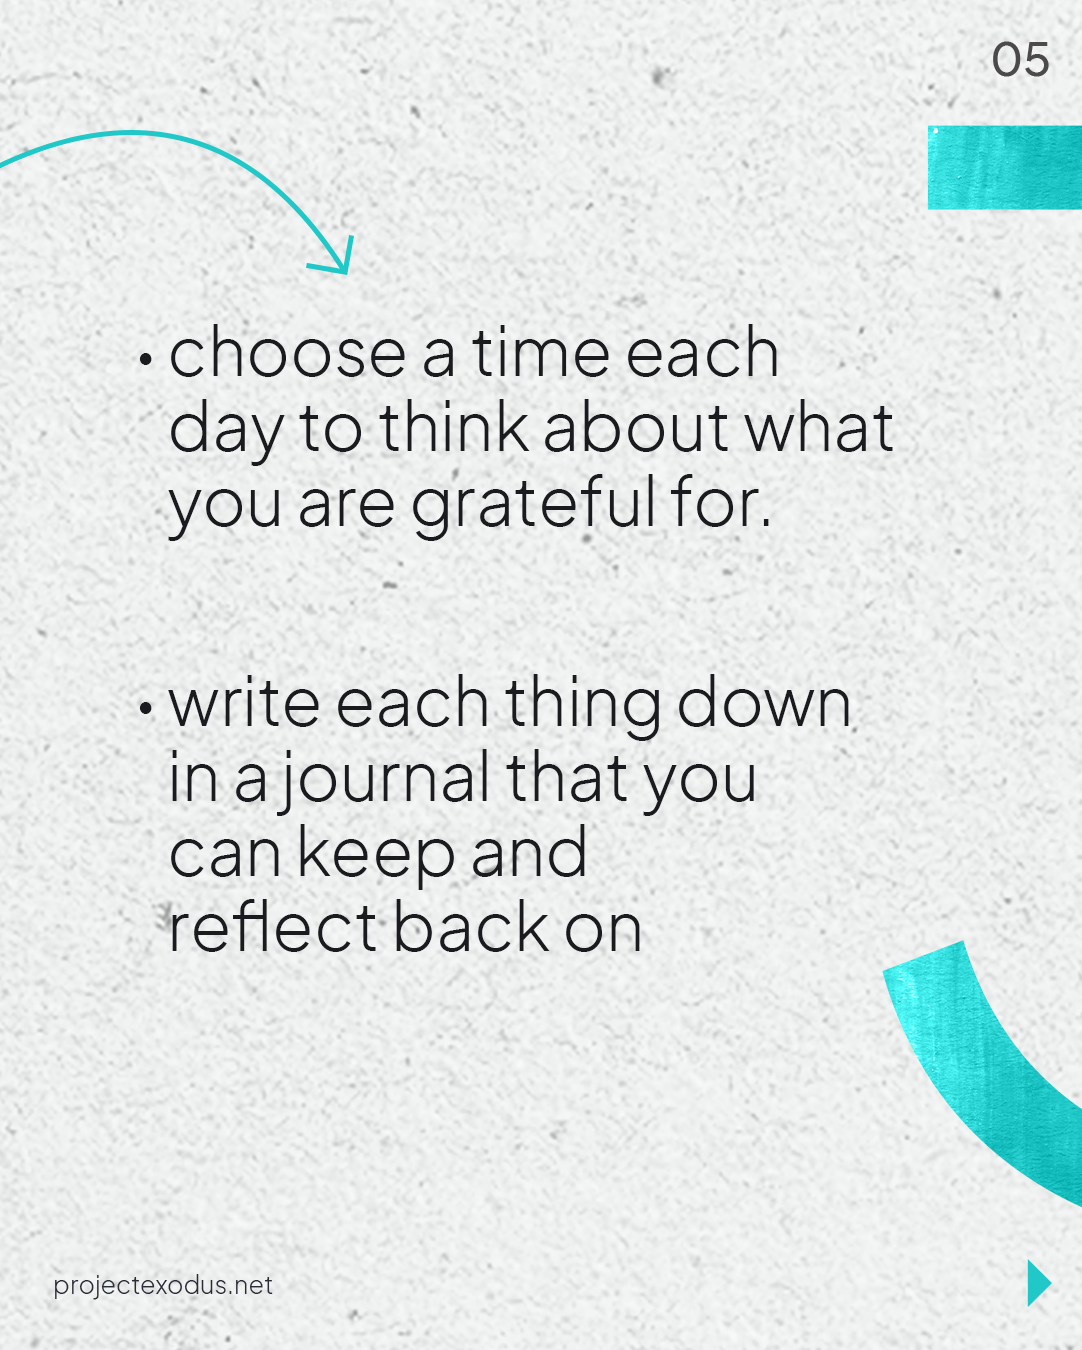 05
• choose a time each
day to think about what
you are grateful for.
• write each thing down
in a journal that you
can keep and
reflect back on
projectexodus.net